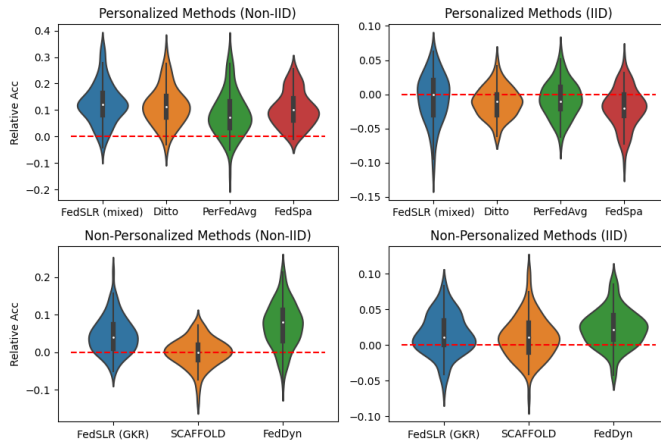 Personalized Methods (Non-IID)
Relative Acc
0.4
0.3
0.2
0.1
0.0
−0.1
−0.2
FedSLR (mixed) Ditto PerFedAvg FedSpa
Personalized Methods (IID)
0.10
0.05
0.00
−0.05
−0.10
−0.15
FedSLR (mixed) Ditto PerFedAvg FedSpa
Non-Personalized Methods (Non-IID)
Relative Acc
0.2
0.1
0.0
−0.1
FedSLR (GKR) SCAFFOLD FedDyn
Non-Personalized Methods (IID)
0.10
0.05
0.00
−0.05
−0.10
FedSLR (GKR) SCAFFOLD FedDyn